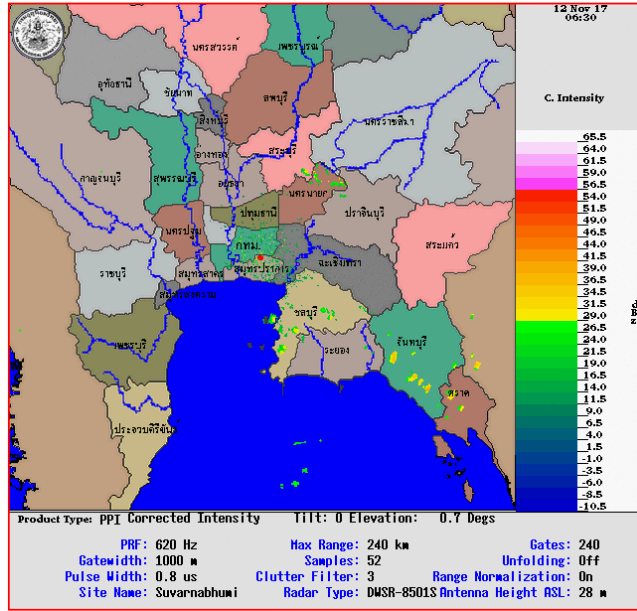 12 Nov 17
06:30
C. Intensity
นครสวรรค์
เพชรบูรณ์
อุทัยธานี
ชัยนาท
ลพบุรี
สิงห์บุรี
นครราชสีมา
อ่างทอง
สระบุรี
กาญจนบุรี
สุพรรณบุรี
อยุธยา
นครนายก
ปทุมธานี
ปราจีนบุรี
นครปฐม
กทม.
สระแก้ว
ฉะเชิงเทรา
ราชบุรี
สมุทรสาคร
สมุทรปราการ
สมุทรสงคราม
ชลบุรี
เพชรบุรี
ระยอง
จันทบุรี
ตราด
ประจวบคีรีขันธ์
65.5
64.0
61.5
59.0
56.5
54.0
51.5
49.0
46.5
44.0
41.5
39.0
36.5
34.0
31.5
29.0
26.5
24.0
21.5
19.0
16.5
14.0
11.5
9.0
6.5
4.0
1.5
-1.0
-3.5
-6.0
-8.5
-10.5
dBZ
Product Type: PPI Corrected Intensity Tilt: 0 Elevation: 0.7 Degs
PRF: 620 Hz Max Range: 240 km Gates: 240
Gatewidth: 1000 m Samples: 52 Unfolding: Off
Pulse Width: 0.8 us Clutter Filter: 3 Range Normalization: On
Site Name: Suvarnabhumi Radar Type: DWSR-8501S Antenna Height ASL: 28 m